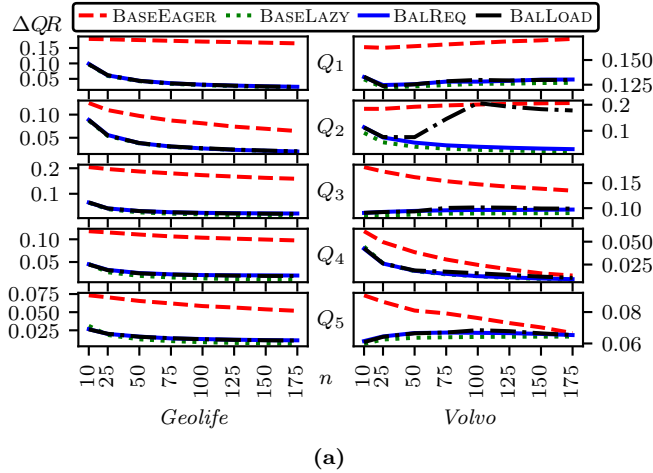 BASEEAGER BASELAZY BALREQ BALLOAD
ΔQR
0.15 0.10 0.05 Q1 0.150 0.125
0.10 0.05 Q2 0.2 0.1
0.2 0.1 Q3 0.15 0.10
0.10 0.05 Q4 0.050 0.025
0.075 0.050 0.025 Q5 0.08 0.06
10 25 50 75 100 125 150 175 n 10 25 50 75 100 125 150 175
Geolife Volvo
(a)